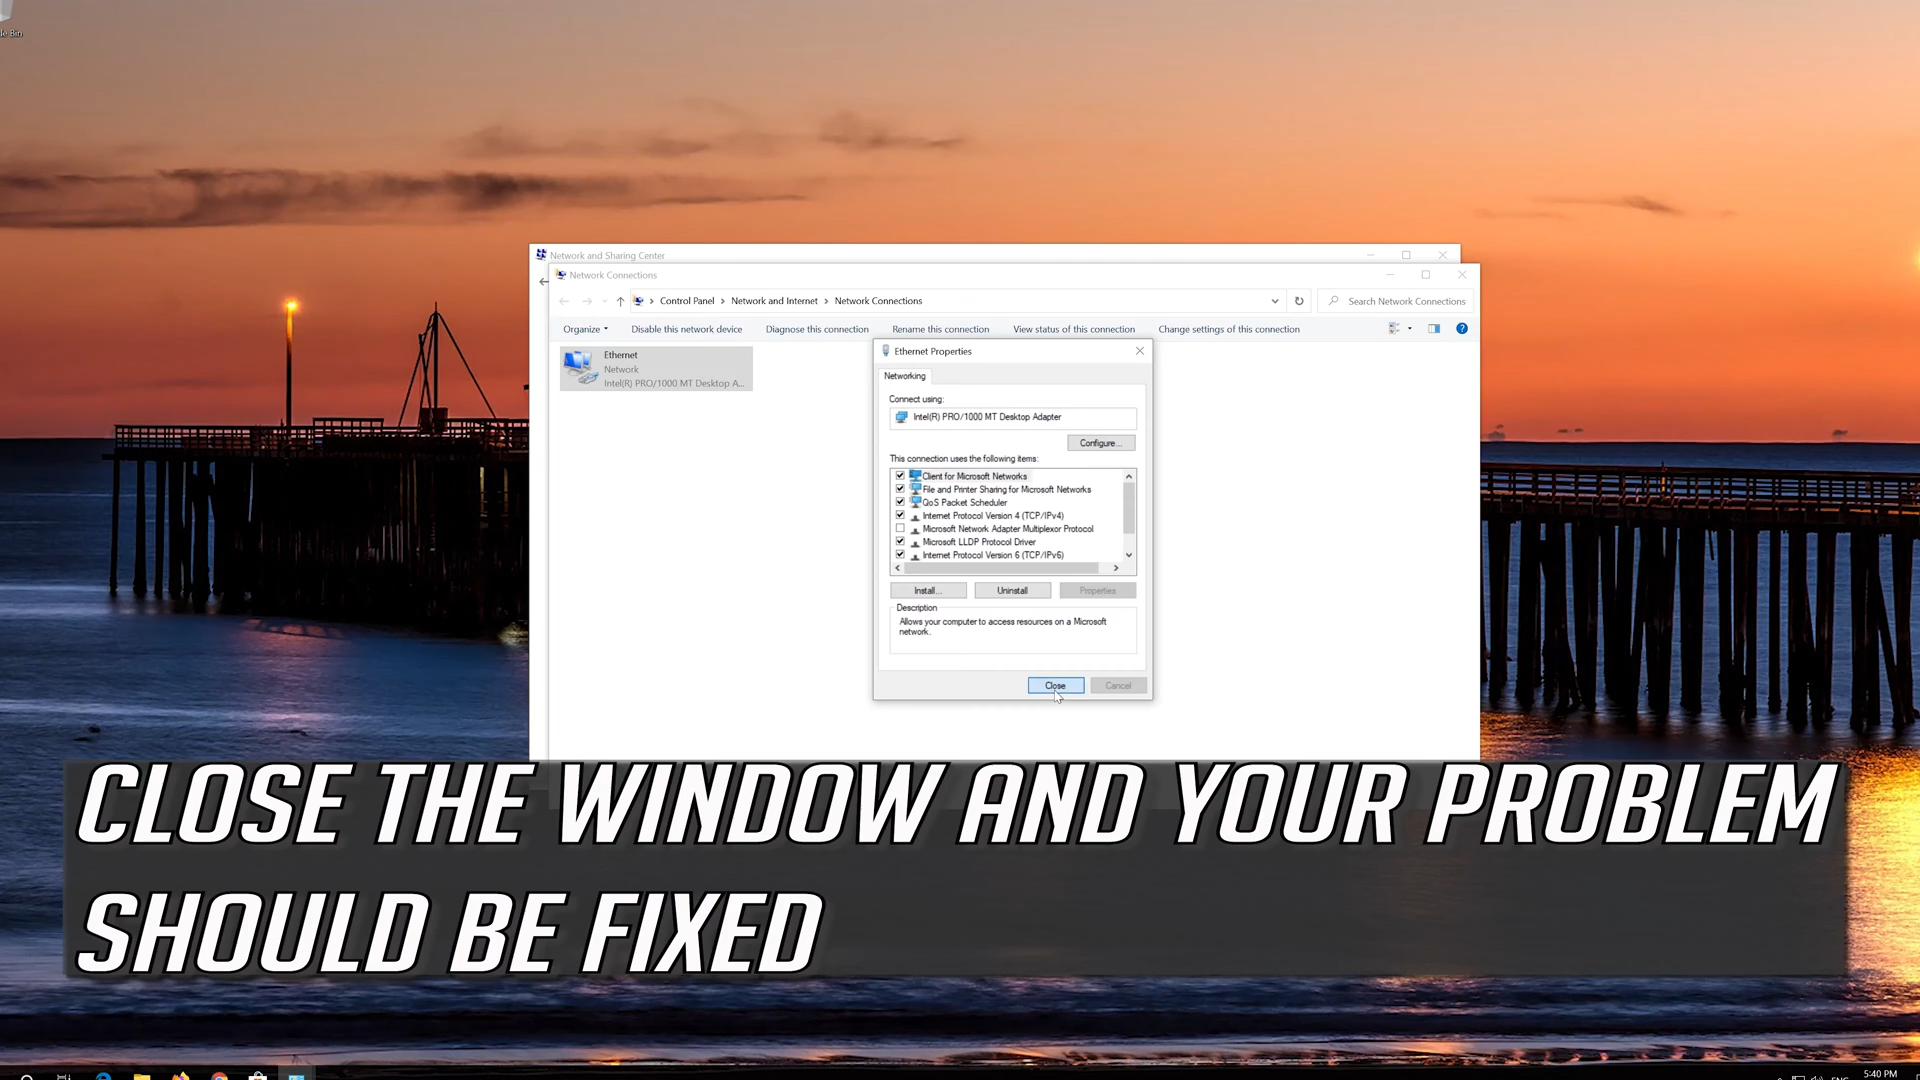 le Bin
Network and Sharing Center
Network Connections
Control Panel > Network and Internet > Network Connections
Search Network Connections
Organize
Disable this network device
Diagnose this connection
Rename this connection
View status of this connection
Change settings of this connection
Ethernet
Network
Intel(R) PRO/1000 MT Desktop A...
Ethernet Properties
Networking
Connect using:
Intel(R) PRO/1000 MT Desktop Adapter
Configure...
This connection uses the following items:
Client for Microsoft Networks
File and Printer Sharing for Microsoft Networks
QoS Packet Scheduler
Internet Protocol Version 4 (TCP/IPv4)
Microsoft Network Adapter Multiplexor Protocol
Microsoft LLDP Protocol Driver
Internet Protocol Version 6 (TCP/IPv6)
Install...
Uninstall
Properties
Description
Allows your computer to access resources on a Microsoft
network.
Close
Cancel
CLOSE THE WINDOW AND YOUR PROBLEM
SHOULD BE FIXED
ENG
5:40 PM